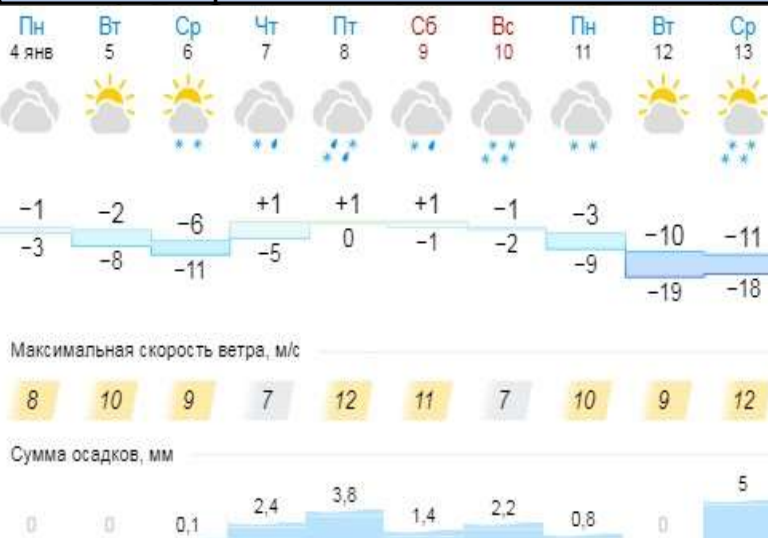 Пн Вт Ср Чт Пт Сб Вс Пн Вт Ср
4 янв 5 6 7 8 9 10 11 12 13
−1 −2 −6 +1 +1 +1 −1 −3 −10 −11
−3 −8 −11 −5 0 −1 −2 −9 −19 −18
Максимальная скорость ветра, м/с
8 10 9 7 12 11 7 10 9 12
Сумма осадков, мм
0 0 0,1 2,4 3,8 1,4 2,2 0,8 0 5